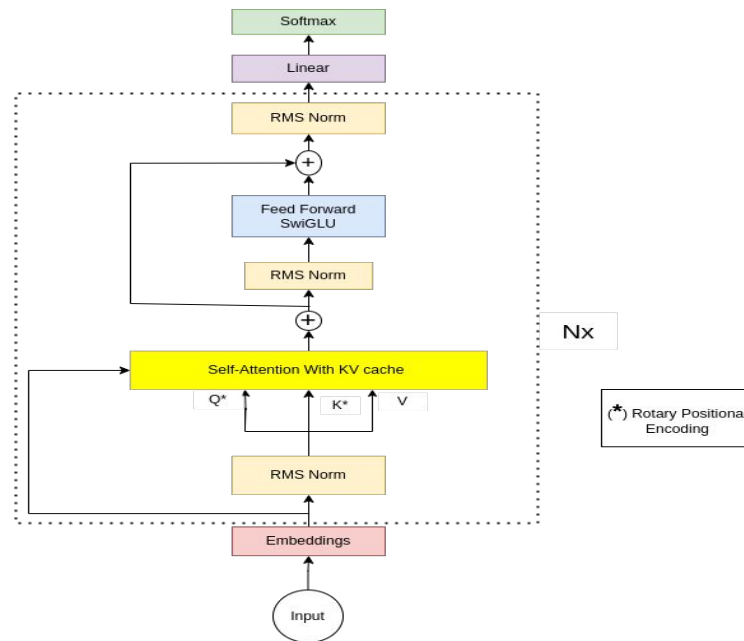 Softmax
Linear
RMS Norm
+
Feed Forward
SwiGLU
RMS Norm
+
Nx
Self-Attention With KV cache
Q*
K*
V
(*) Rotary Positiona
Encoding
RMS Norm
Embeddings
Input